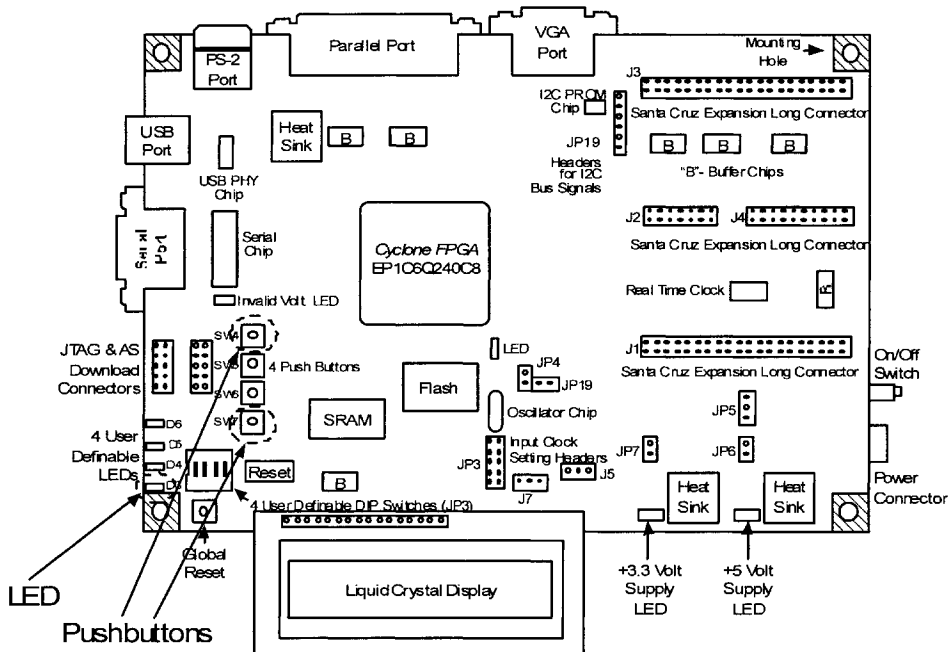 PS-2
Port
Parallel Port
VGA
Port
Mounting
Hole
J3
I2C PROM
Chip
Santa Cruz Expansion Long Connector
USB
Port
Heat
Sink
B
B
JP19
B
B
B
Headers
for I2C
Bus Signals
"B"- Buffer Chips
USB PHY
Chip
J2
J4
Serial
Port
Serial
Chip
Cyclone FPGA
EP1C6Q240C8
Santa Cruz Expansion Long Connector
Real Time Clock
B
Invalid Volt LED
SW4
LED
J1
JTAG & AS
Download
Connectors
SW5
4 Push Buttons
JP4
JP19
Santa Cruz Expansion Long Connector
On/Off
Switch
Flash
SW6
SRAM
Oscillator Chip
JP5
SW7
D6
4 User
Definable
LEDs
D5
D4
D3
Input Clock
Setting Headers
JP3
JP7
JP6
J5
Reset
B
J7
Heat
Sink
Heat
Sink
Power
Connector
4 User Definable DIP Switches (JP3)
Global
Reset
LED
Liquid Crystal Display
+3.3 Volt
Supply
LED
+5 Volt
Supply
LED
Pushbuttons